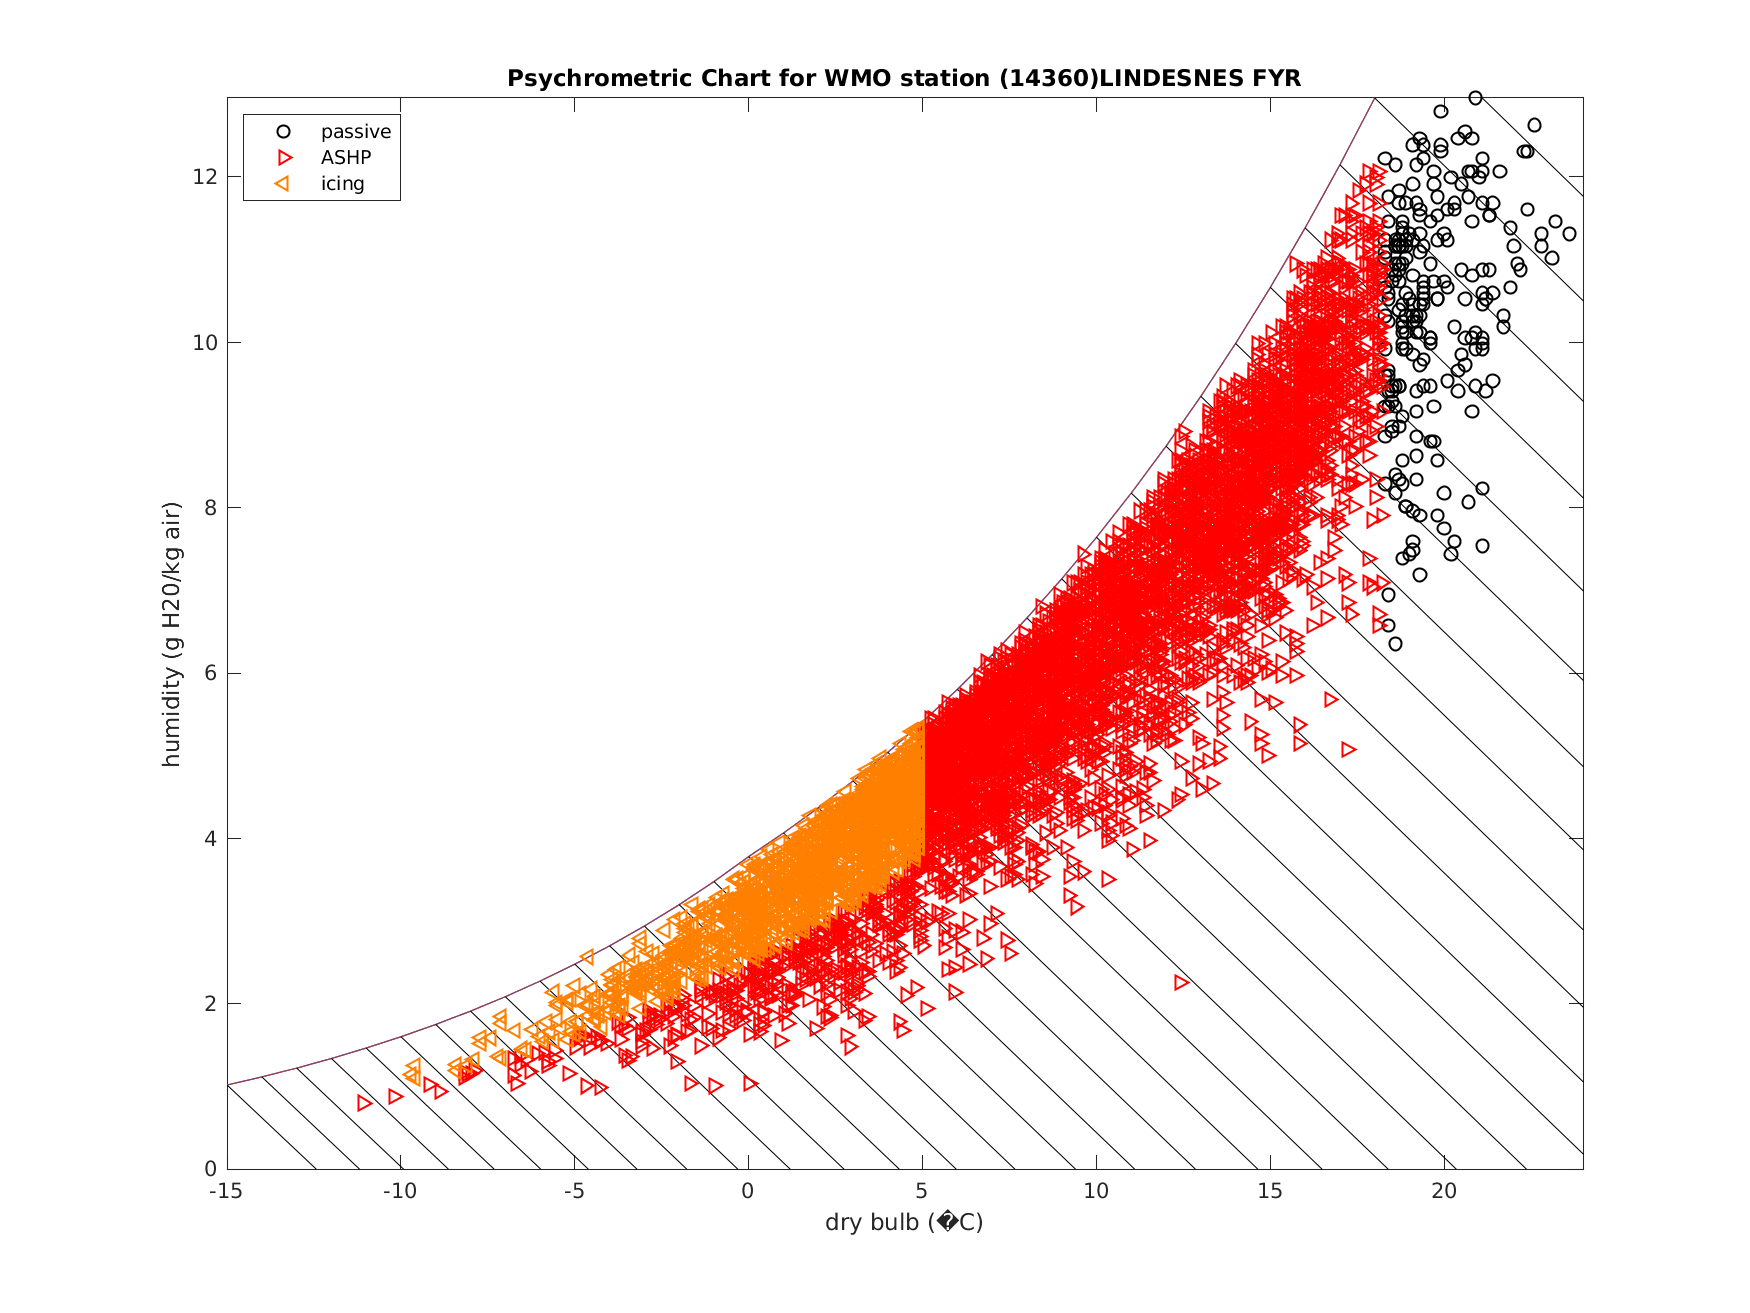 Psychrometric Chart for WMO station (14360)LINDESNES FYR
passive
ASHP
icing
humidity (g H20/kg air)
12
10
8
6
4
2
0
-15 -10 -5 0 5 10 15 20
dry bulb (�C)